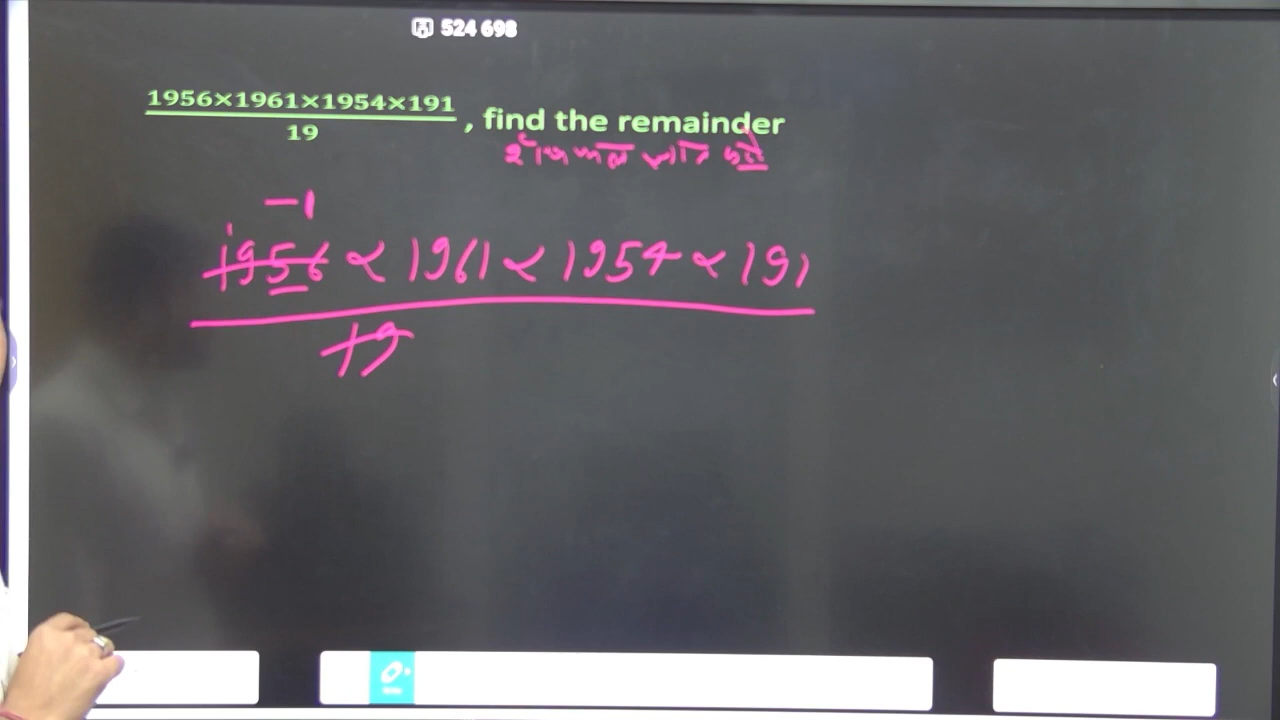 524 698
1956×1961×1954×191
19
, find the remainder
-1
1956 × 1961 × 1954 × 191
19